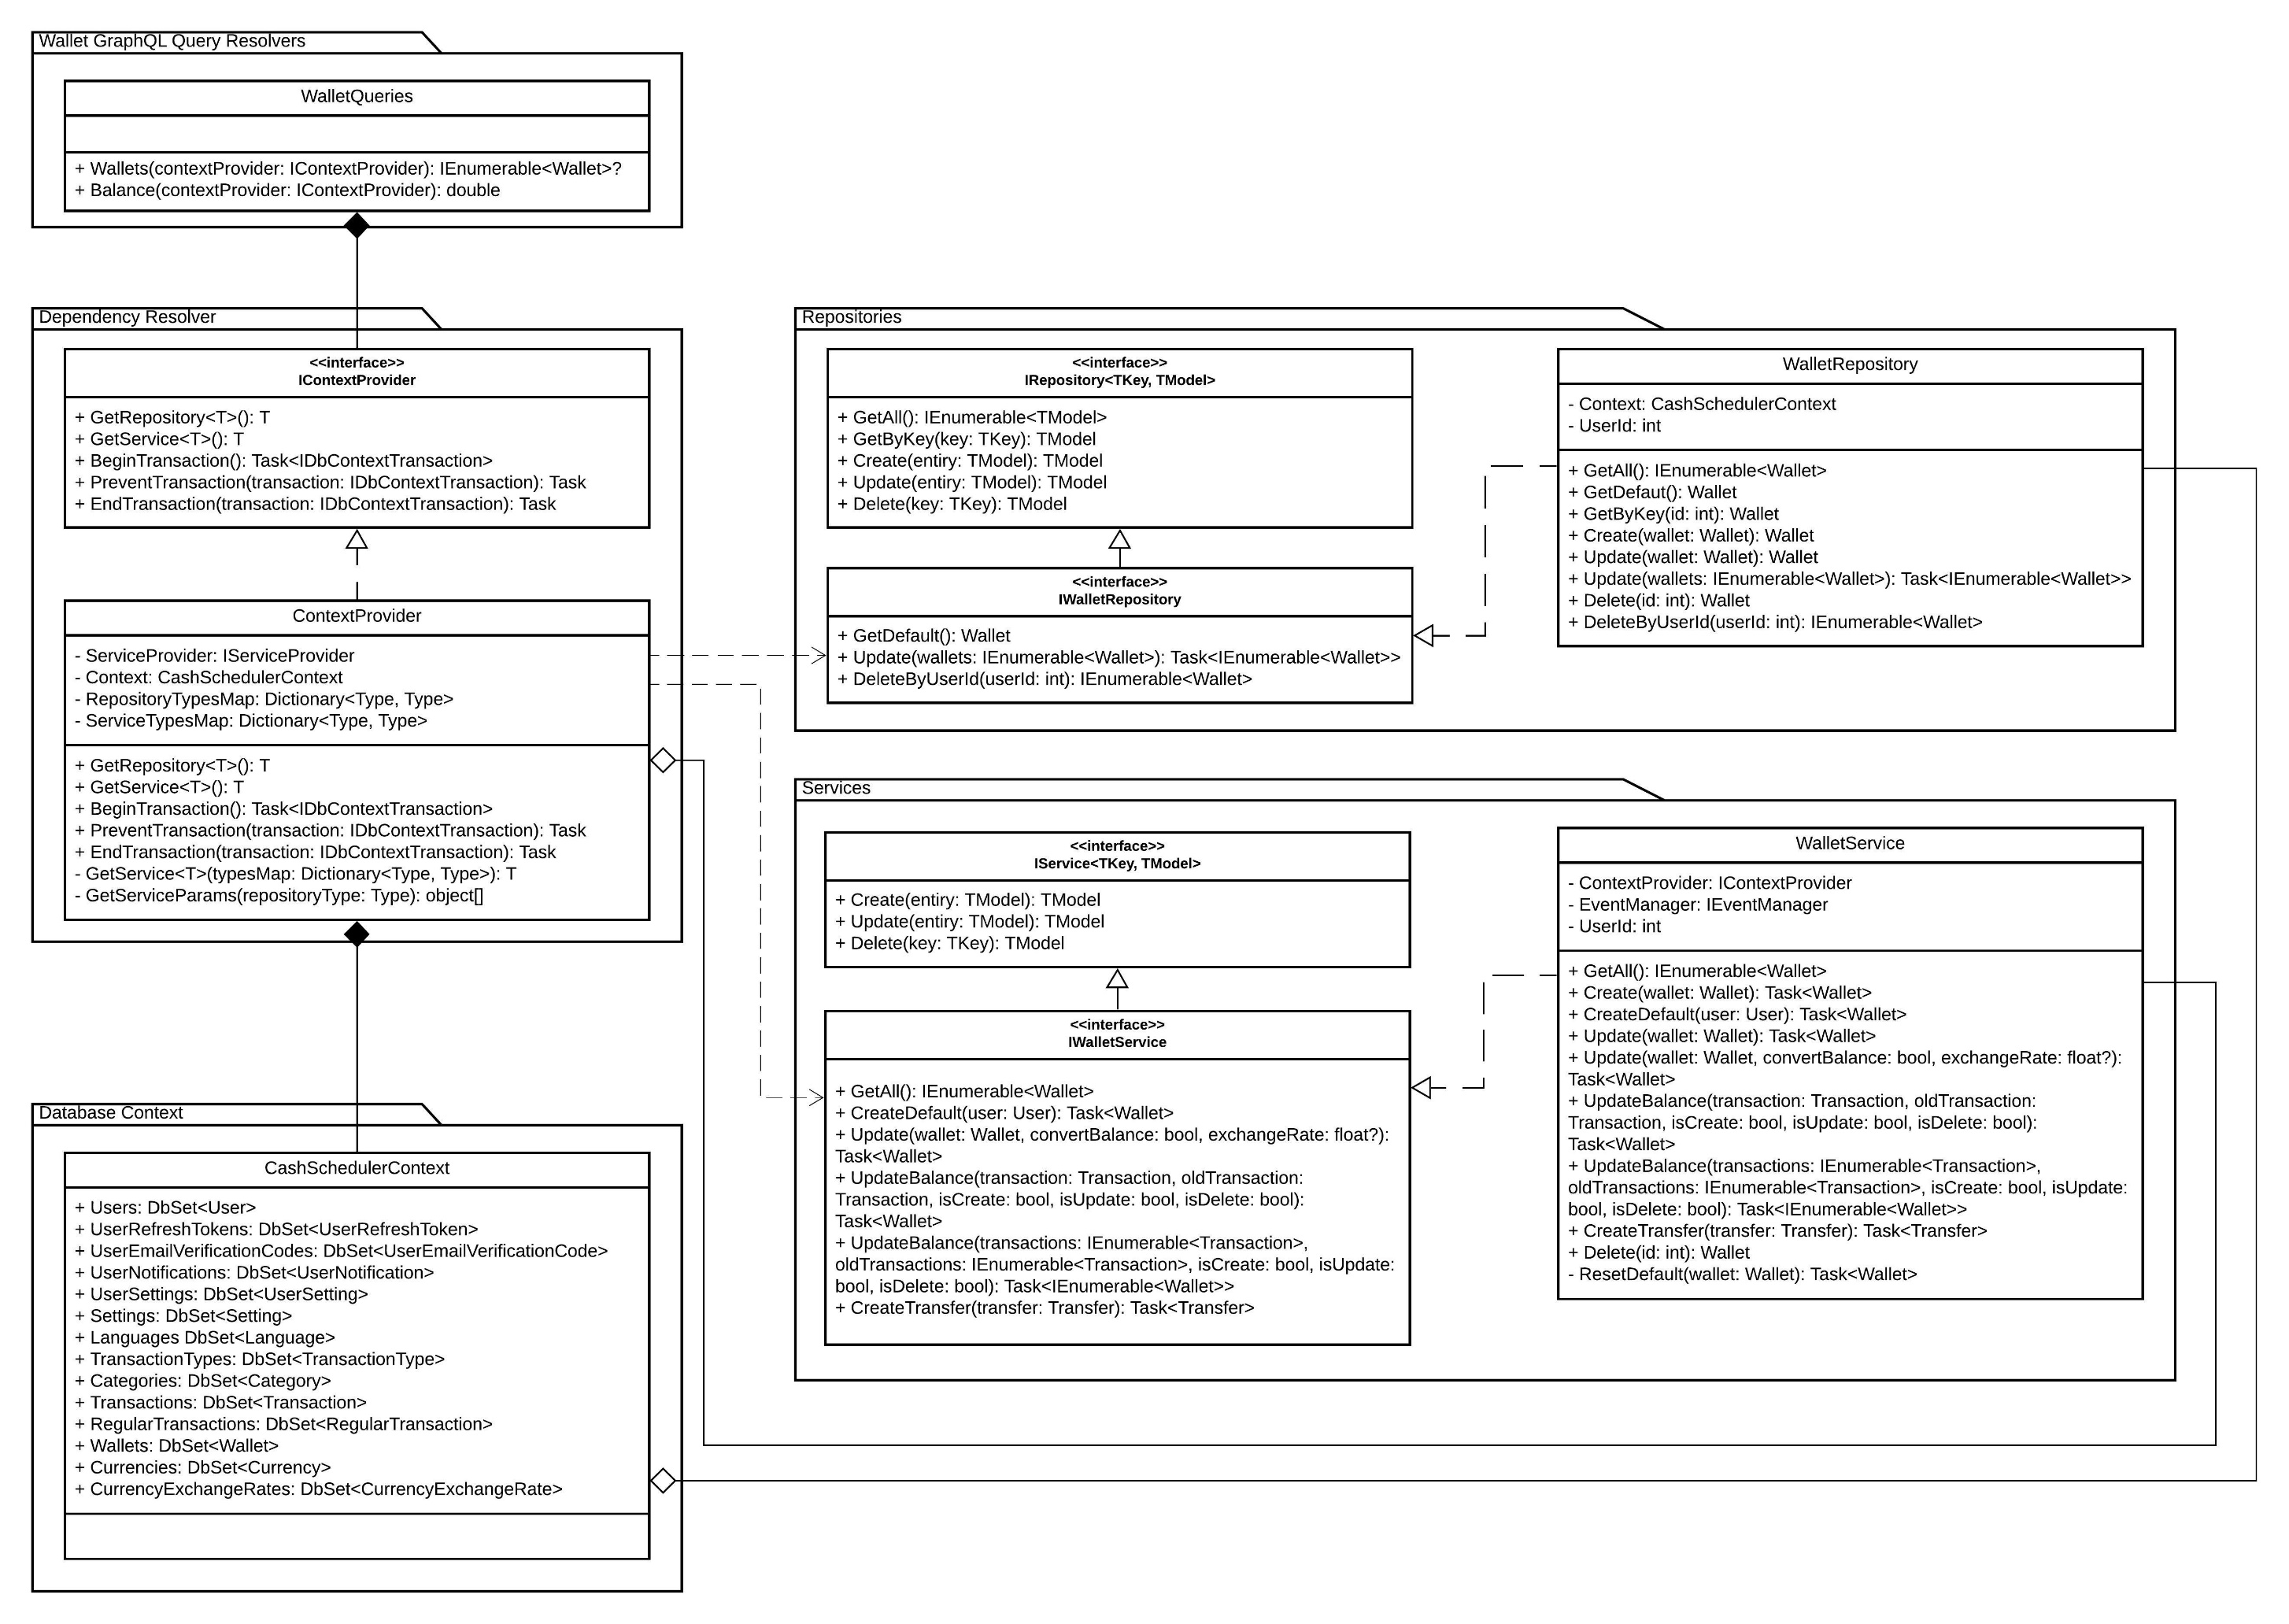 Wallet GraphQL Query Resolvers
WalletQueries
+ Wallets(contextProvider: IContextProvider): IEnumerable<Wallet>?
+ Balance(contextProvider: IContextProvider): double
Dependency Resolver
<<interface>>
IContextProvider
+ GetRepository<T>(): T
+ GetService<T>(): T
+ BeginTransaction(): Task<IDbContextTransaction>
+ PreventTransaction(transaction: IDbContextTransaction): Task
+ EndTransaction(transaction: IDbContextTransaction): Task
ContextProvider
- ServiceProvider: IServiceProvider
- Context: CashSchedulerContext
- RepositoryTypesMap: Dictionary<Type, Type>
- ServiceTypesMap: Dictionary<Type, Type>
+ GetRepository<T>(): T
+ GetService<T>(): T
+ BeginTransaction(): Task<IDbContextTransaction>
+ PreventTransaction(transaction: IDbContextTransaction): Task
+ EndTransaction(transaction: IDbContextTransaction): Task
- GetService<T>(typesMap: Dictionary<Type, Type>): T
- GetServiceParams(repositoryType: Type): object[]
Database Context
CashSchedulerContext
+ Users: DbSet<User>
+ UserRefreshTokens: DbSet<UserRefreshToken>
+ UserEmailVerificationCodes: DbSet<UserEmailVerificationCode>
+ UserNotifications: DbSet<UserNotification>
+ UserSettings: DbSet<UserSetting>
+ Settings: DbSet<Setting>
+ Languages DbSet<Language>
+ TransactionTypes: DbSet<TransactionType>
+ Categories: DbSet<Category>
+ Transactions: DbSet<Transaction>
+ RegularTransactions: DbSet<RegularTransaction>
+ Wallets: DbSet<Wallet>
+ Currencies: DbSet<Currency>
+ CurrencyExchangeRates: DbSet<CurrencyExchangeRate>
Repositories
<<interface>>
IRepository<TKey, TModel>
+ GetAll(): IEnumerable<TModel>
+ GetByKey(key: TKey): TModel
+ Create(entiry: TModel): TModel
+ Update(entiry: TModel): TModel
+ Delete(key: TKey): TModel
<<interface>>
IWalletRepository
+ GetDefault(): Wallet
+ Update(wallets: IEnumerable<Wallet>): Task<IEnumerable<Wallet>>
+ DeleteByUserId(userId: int): IEnumerable<Wallet>
WalletRepository
- Context: CashSchedulerContext
- UserId: int
+ GetAll(): IEnumerable<Wallet>
+ GetDefaut(): Wallet
+ GetByKey(id: int): Wallet
+ Create(wallet: Wallet): Wallet
+ Update(wallet: Wallet): Wallet
+ Update(wallets: IEnumerable<Wallet>): Task<IEnumerable<Wallet>>
+ Delete(id: int): Wallet
+ DeleteByUserId(userId: int): IEnumerable<Wallet>
Services
<<interface>>
IService<TKey, TModel>
+ Create(entiry: TModel): TModel
+ Update(entiry: TModel): TModel
+ Delete(key: TKey): TModel
<<interface>>
IWalletService
+ GetAll(): IEnumerable<Wallet>
+ CreateDefault(user: User): Task<Wallet>
+ Update(wallet: Wallet, convertBalance: bool, exchangeRate: float?):
Task<Wallet>
+ UpdateBalance(transaction: Transaction, oldTransaction:
Transaction, isCreate: bool, isUpdate: bool, isDelete: bool):
Task<Wallet>
+ UpdateBalance(transactions: IEnumerable<Transaction>,
oldTransactions: IEnumerable<Transaction>, isCreate: bool, isUpdate:
bool, isDelete: bool): Task<IEnumerable<Wallet>>
+ CreateTransfer(transfer: Transfer): Task<Transfer>
WalletService
- ContextProvider: IContextProvider
- EventManager: IEventManager
- UserId: int
+ GetAll(): IEnumerable<Wallet>
+ Create(wallet: Wallet): Task<Wallet>
+ CreateDefault(user: User): Task<Wallet>
+ Update(wallet: Wallet): Task<Wallet>
+ Update(wallet: Wallet, convertBalance: bool, exchangeRate: float?):
Task<Wallet>
+ UpdateBalance(transaction: Transaction, oldTransaction:
Transaction, isCreate: bool, isUpdate: bool, isDelete: bool):
Task<Wallet>
+ UpdateBalance(transactions: IEnumerable<Transaction>,
oldTransactions: IEnumerable<Transaction>, isCreate: bool, isUpdate:
bool, isDelete: bool): Task<IEnumerable<Wallet>>
+ CreateTransfer(transfer: Transfer): Task<Transfer>
+ Delete(id: int): Wallet
- ResetDefault(wallet: Wallet): Task<Wallet>